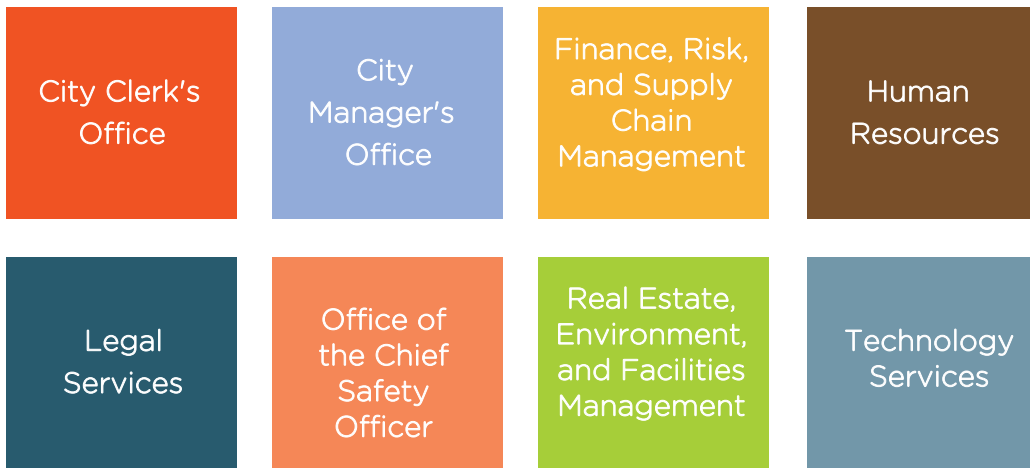 City Clerk's
Office
City
Manager's
Office
Finance, Risk,
and Supply
Chain
Management
Human
Resources
Legal
Services
Office of
the Chief
Safety
Officer
Real Estate,
Environment,
and Facilities
Management
Technology
Services